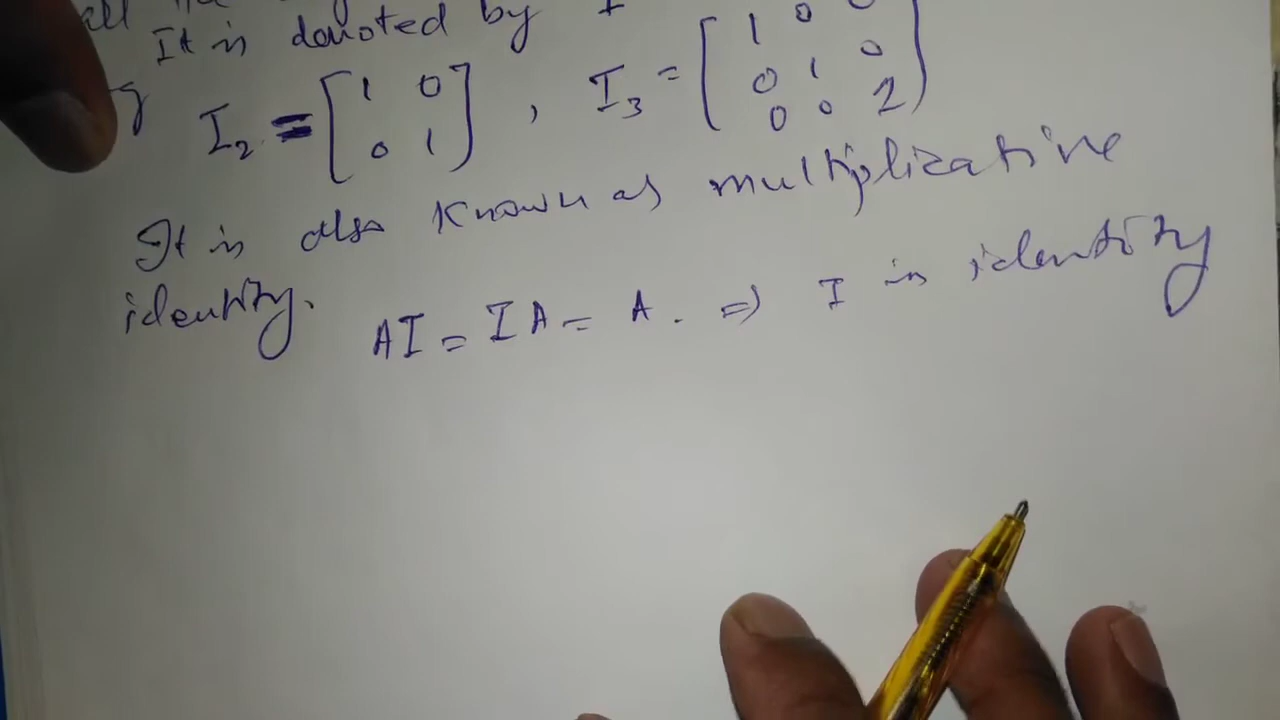 all
It is denoted by I
I₂ = [1 0 0 1], I₃ = [1 0 0 0 1 0 0 0 2]
It is also known as multiplicative
identity. AI = IA = A. ⇒ I is identity